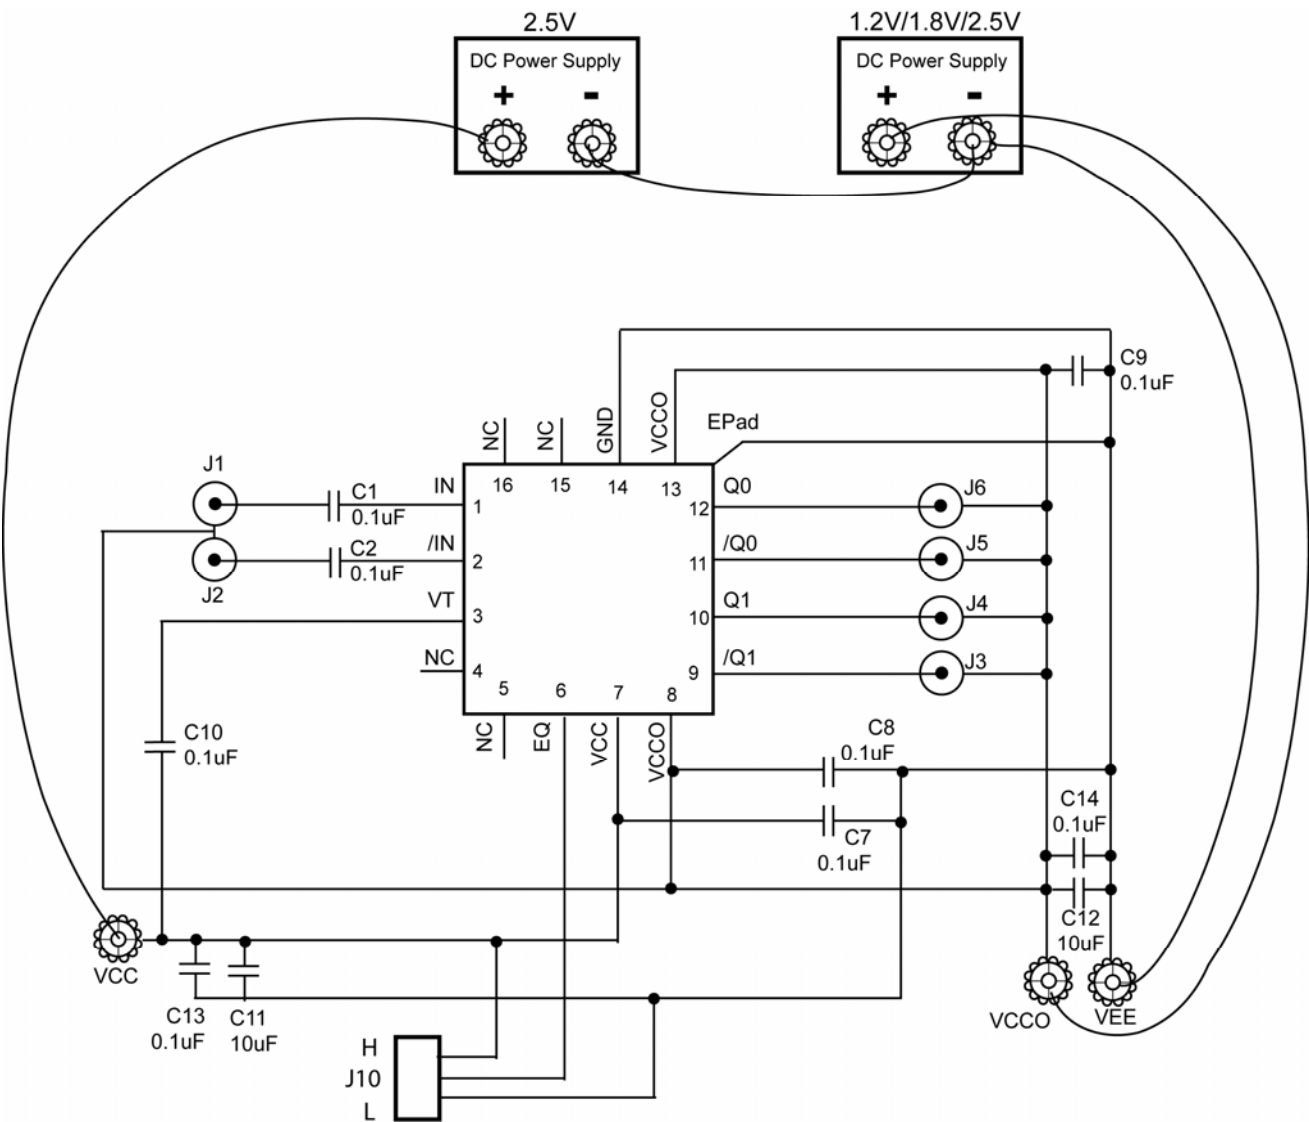 2.5V
1.2V/1.8V/2.5V
DC Power Supply
+ -
DC Power Supply
+ -
C9
0.1uF
NC
NC
GND
VCCO
EPad
J1
C1
0.1uF
IN
16
15
14
13
Q0
J6
1
12
J2
C2
0.1uF
/IN
2
/Q0
11
J5
VT
3
Q1
10
J4
NC
4
/Q1
9
J3
5
6
7
8
NC
EQ
VCC
VCCO
C10
0.1uF
C8
0.1uF
C7
0.1uF
C14
0.1uF
C12
10uF
VCC
VCCO
VEE
C13
0.1uF
C11
10uF
H
J10
L